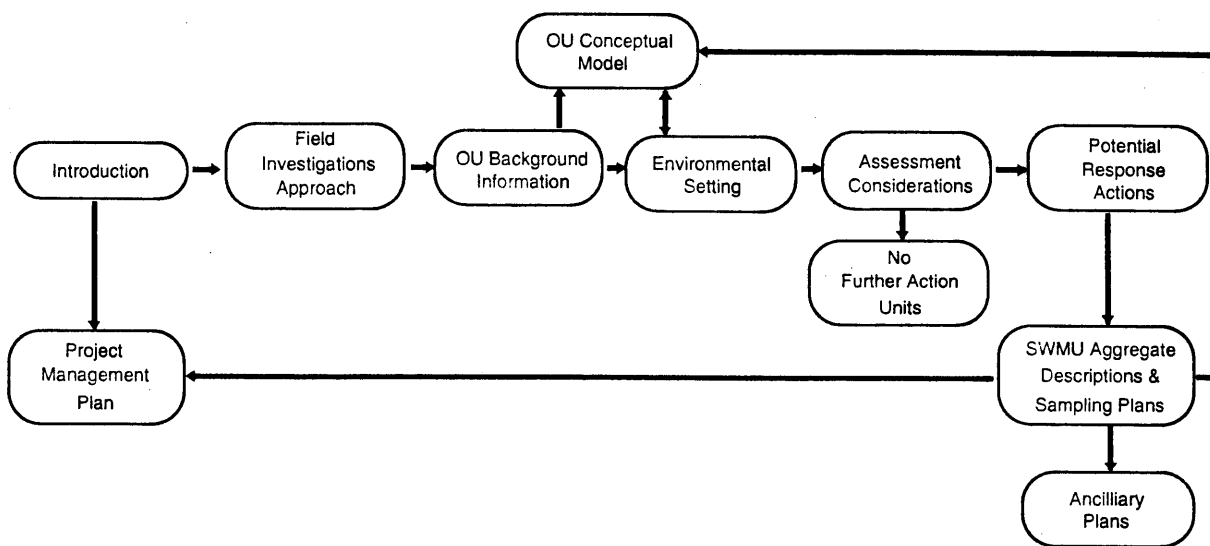 OU Conceptual
Model
Introduction
Field
Investigations
Approach
OU Background
Information
Environmental
Setting
Assessment
Considerations
Potential
Response
Actions
No
Further Action
Units
Project
Management
Plan
SWMU Aggregate
Descriptions &
Sampling Plans
Ancilliary
Plans